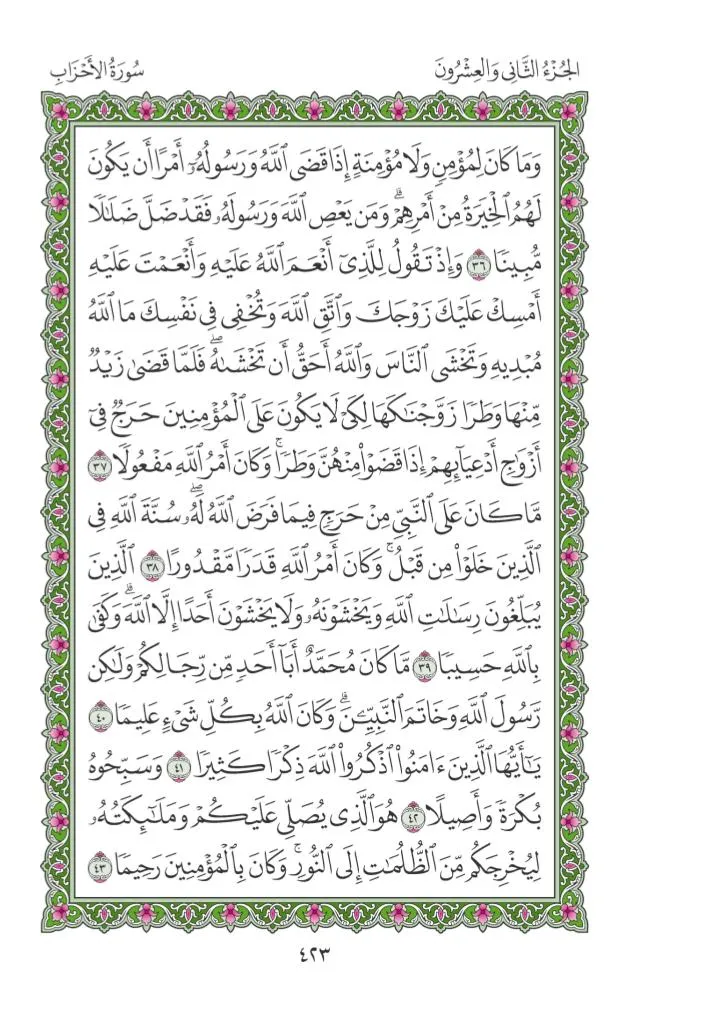 الجُزْءُ الثَّانِي وَالعِشْرُونَ
سُورَةُ الأَحْزَابِ
وَمَا كَانَ لِمُؤْمِنٖ وَلَا مُؤْمِنَةٍ إِذَا قَضَى ٱللَّهُ وَرَسُولُهُۥٓ أَمۡرًا أَن يَكُونَ
لَهُمُ ٱلۡخِيَرَةُ مِنۡ أَمۡرِهِمۡۗ وَمَن يَعۡصِ ٱللَّهَ وَرَسُولَهُۥ فَقَدۡ ضَلَّ ضَلَٰلٗا
مُّبِينٗا ٣٦ وَإِذۡ تَقُولُ لِلَّذِيٓ أَنۡعَمَ ٱللَّهُ عَلَيۡهِ وَأَنۡعَمۡتَ عَلَيۡهِ
أَمۡسِكۡ عَلَيۡكَ زَوۡجَكَ وَٱتَّقِ ٱللَّهَ وَتُخۡفِي فِي نَفۡسِكَ مَا ٱللَّهُ
مُبۡدِيهِ وَتَخۡشَى ٱلنَّاسَ وَٱللَّهُ أَحَقُّ أَن تَخۡشَىٰهُۖ فَلَمَّا قَضَىٰ زَيۡدٞ
مِّنۡهَا وَطَرٗا زَوَّجۡنَٰكَهَا لِكَيۡ لَا يَكُونَ عَلَى ٱلۡمُؤۡمِنِينَ حَرَجٞ فِيٓ
أَزۡوَٰجِ أَدۡعِيَآئِهِمۡ إِذَا قَضَوۡاْ مِنۡهُنَّ وَطَرٗاۚ وَكَانَ أَمۡرُ ٱللَّهِ مَفۡعُولٗا ٣٧
مَّا كَانَ عَلَى ٱلنَّبِيِّ مِنۡ حَرَجٖ فِيمَا فَرَضَ ٱللَّهُ لَهُۥۖ سُنَّةَ ٱللَّهِ فِي
ٱلَّذِينَ خَلَوۡاْ مِن قَبۡلُۚ وَكَانَ أَمۡرُ ٱللَّهِ قَدَرٗا مَّقۡدُورًا ٣٨ ٱلَّذِينَ
يُبَلِّغُونَ رِسَٰلَٰتِ ٱللَّهِ وَيَخۡشَوۡنَهُۥ وَلَا يَخۡشَوۡنَ أَحَدًا إِلَّا ٱللَّهَۗ وَكَفَىٰ
بِٱللَّهِ حَسِيبٗا ٣٩ مَّا كَانَ مُحَمَّدٌ أَبَآ أَحَدٖ مِّن رِّجَالِكُمۡ وَلَٰكِن
رَّسُولَ ٱللَّهِ وَخَاتَمَ ٱلنَّبِيِّـۧنَۗ وَكَانَ ٱللَّهُ بِكُلِّ شَيۡءٍ عَلِيمٗا ٤٠
يَٰٓأَيُّهَا ٱلَّذِينَ ءَامَنُواْ ٱذۡكُرُواْ ٱللَّهَ ذِكۡرٗا كَثِيرٗا ٤١ وَسَبِّحُوهُ
بُكۡرَةٗ وَأَصِيلًا ٤٢ هُوَ ٱلَّذِي يُصَلِّي عَلَيۡكُمۡ وَمَلَٰٓئِكَتُهُۥ
لِيُخۡرِجَكُم مِّنَ ٱلظُّلُمَٰتِ إِلَى ٱلنُّورِۚ وَكَانَ بِٱلۡمُؤۡمِنِينَ رَحِيمٗا ٤٣
٤٢٣